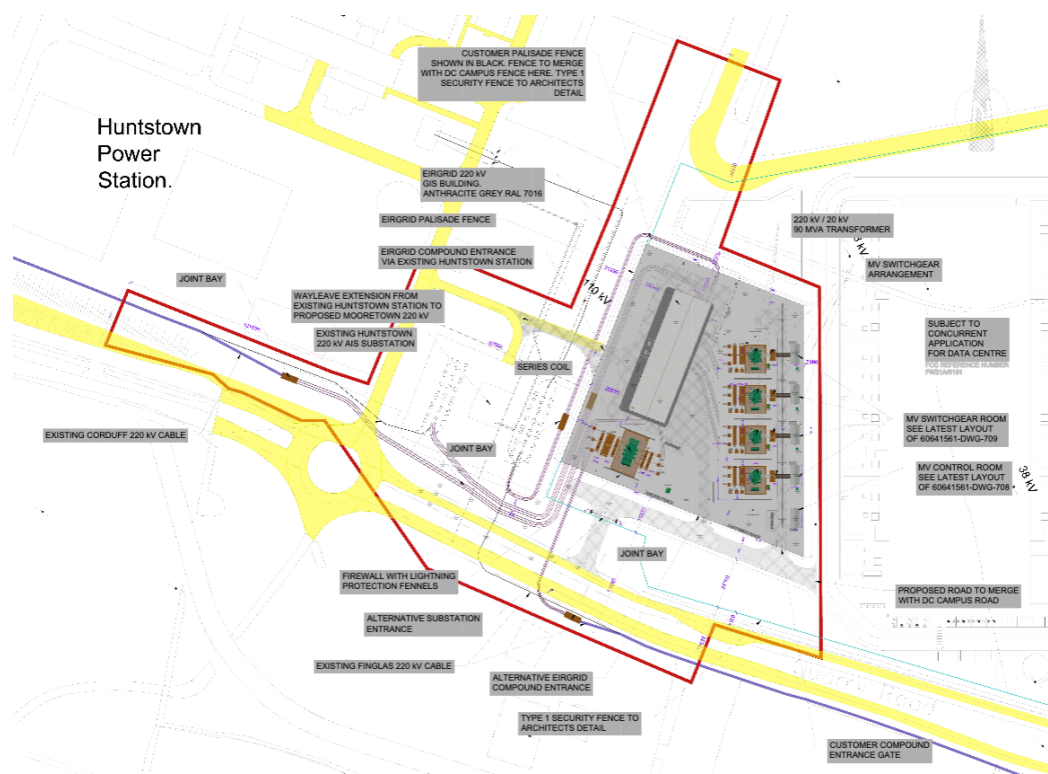 CUSTOMER PALISADE FENCE
SHOWN IN BLACK. FENCE TO MERGE
WITH DC CAMPUS FENCE HERE. TYPE 1
SECURITY FENCE TO ARCHITECTS
DETAIL
Huntstown
Power
Station.
EIRGRID 220 kV
GIS BUILDING.
ANTHRACITE GREY RAL 7016
EIRGRID PALISADE FENCE
220 kV / 20 kV
90 MVA TRANSFORMER
EIRGRID COMPOUND ENTRANCE
VIA EXISTING HUNTSTOWN STATION
MV SWITCHGEAR
ARRANGEMENT
JOINT BAY
110 kV
WAYLEAVE EXTENSION FROM
EXISTING HUNTSTOWN STATION TO
PROPOSED MOORETOWN 220 kV
EXISTING HUNTSTOWN
220 kV AIS SUBSTATION
SUBJECT TO
CONCURRENT
APPLICATION
FOR DATA CENTRE
FCC REFERENCE NUMBER
SERIES COIL
EXISTING CORDUFF 220 kV CABLE
JOINT BAY
MV SWITCHGEAR ROOM
SEE LATEST LAYOUT
OF 60641561-DWG-709
MV CONTROL ROOM
SEE LATEST LAYOUT
OF 60641561-DWG-708
38 kV
JOINT BAY
FIREWALL WITH LIGHTNING
PROTECTION FENNELS
PROPOSED ROAD TO MERGE
WITH DC CAMPUS ROAD
ALTERNATIVE SUBSTATION
ENTRANCE
EXISTING FINGLAS 220 kV CABLE
ALTERNATIVE EIRGRID
COMPOUND ENTRANCE
TYPE 1 SECURITY FENCE TO
ARCHITECTS DETAIL
CUSTOMER COMPOUND
ENTRANCE GATE